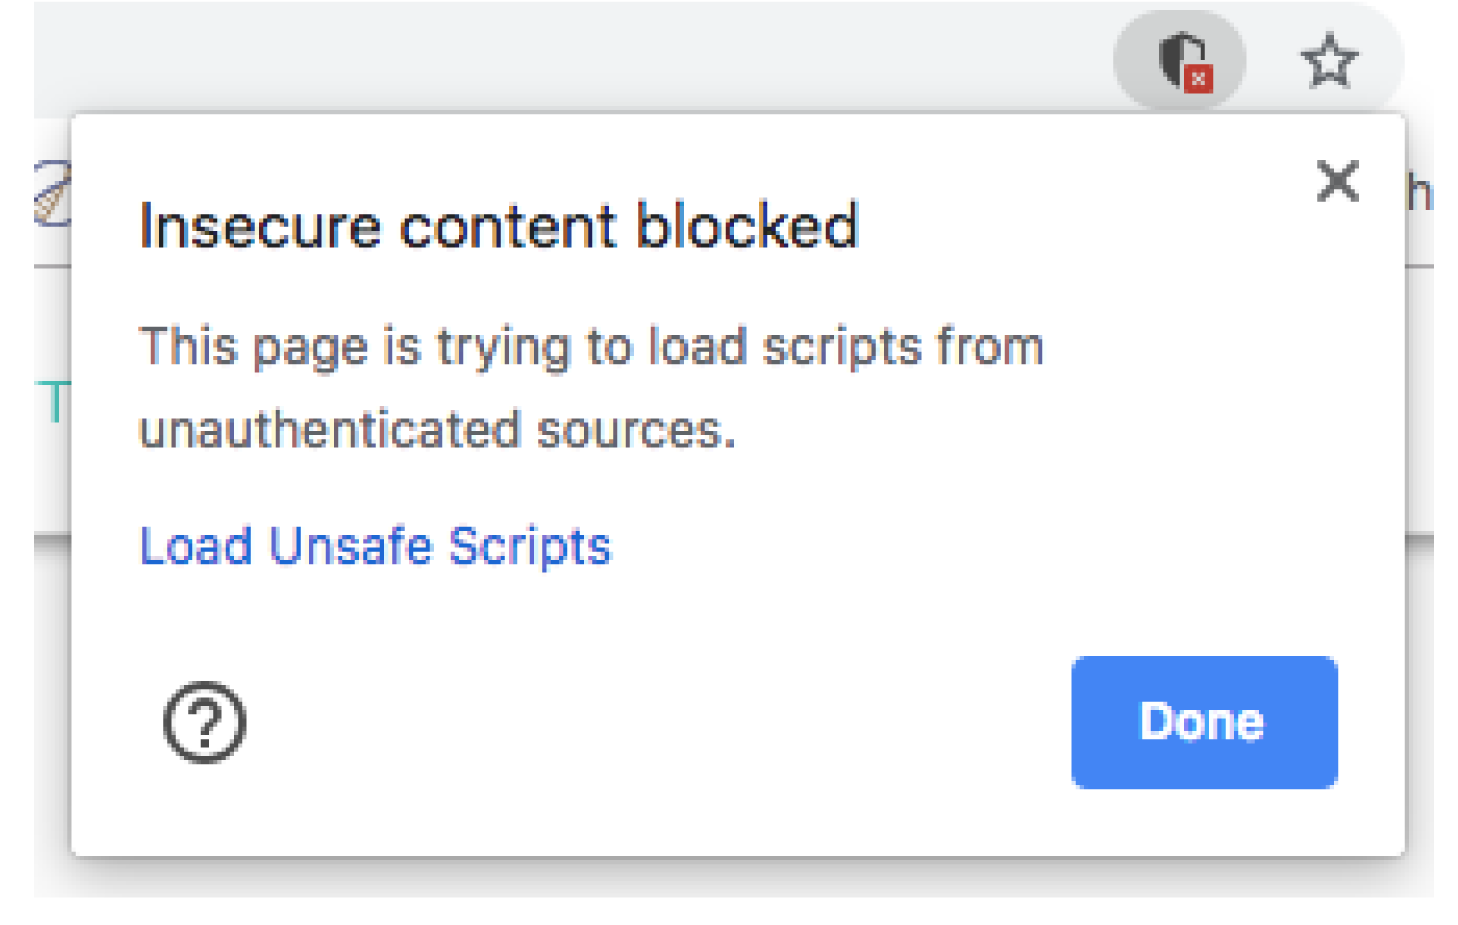 Insecure content blocked
This page is trying to load scripts from
unauthenticated sources.
Load Unsafe Scripts
Done